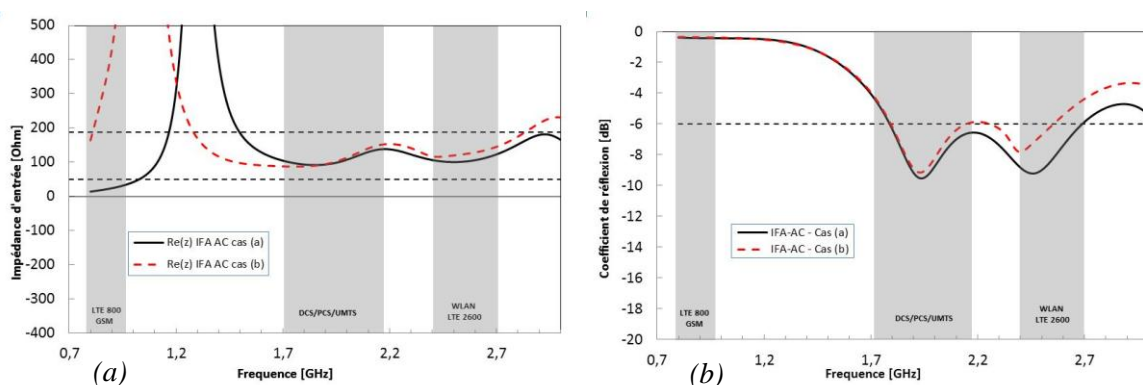 500
400
300
200
100
0
-100
-200
-300
-400
Impédance d'entrée [Ohm]
Re(z) IFA AC cas (a)
Re(z) IFA AC cas (b)
LTE 800
GSM
DCS/PCS/UMTS
WLAN
LTE 2600
0,7
1,2
1,7
2,2
2,7
Frequence [GHz]
(a)
0
-2
-4
-6
-8
-10
-12
-14
-16
-18
-20
Coefficient de réflexion [dB]
IFA-AC - Cas (a)
IFA-AC - Cas (b)
LTE 800
GSM
DCS/PCS/UMTS
WLAN
LTE 2600
0,7
1,2
1,7
2,2
2,7
Frequence [GHz]
(b)